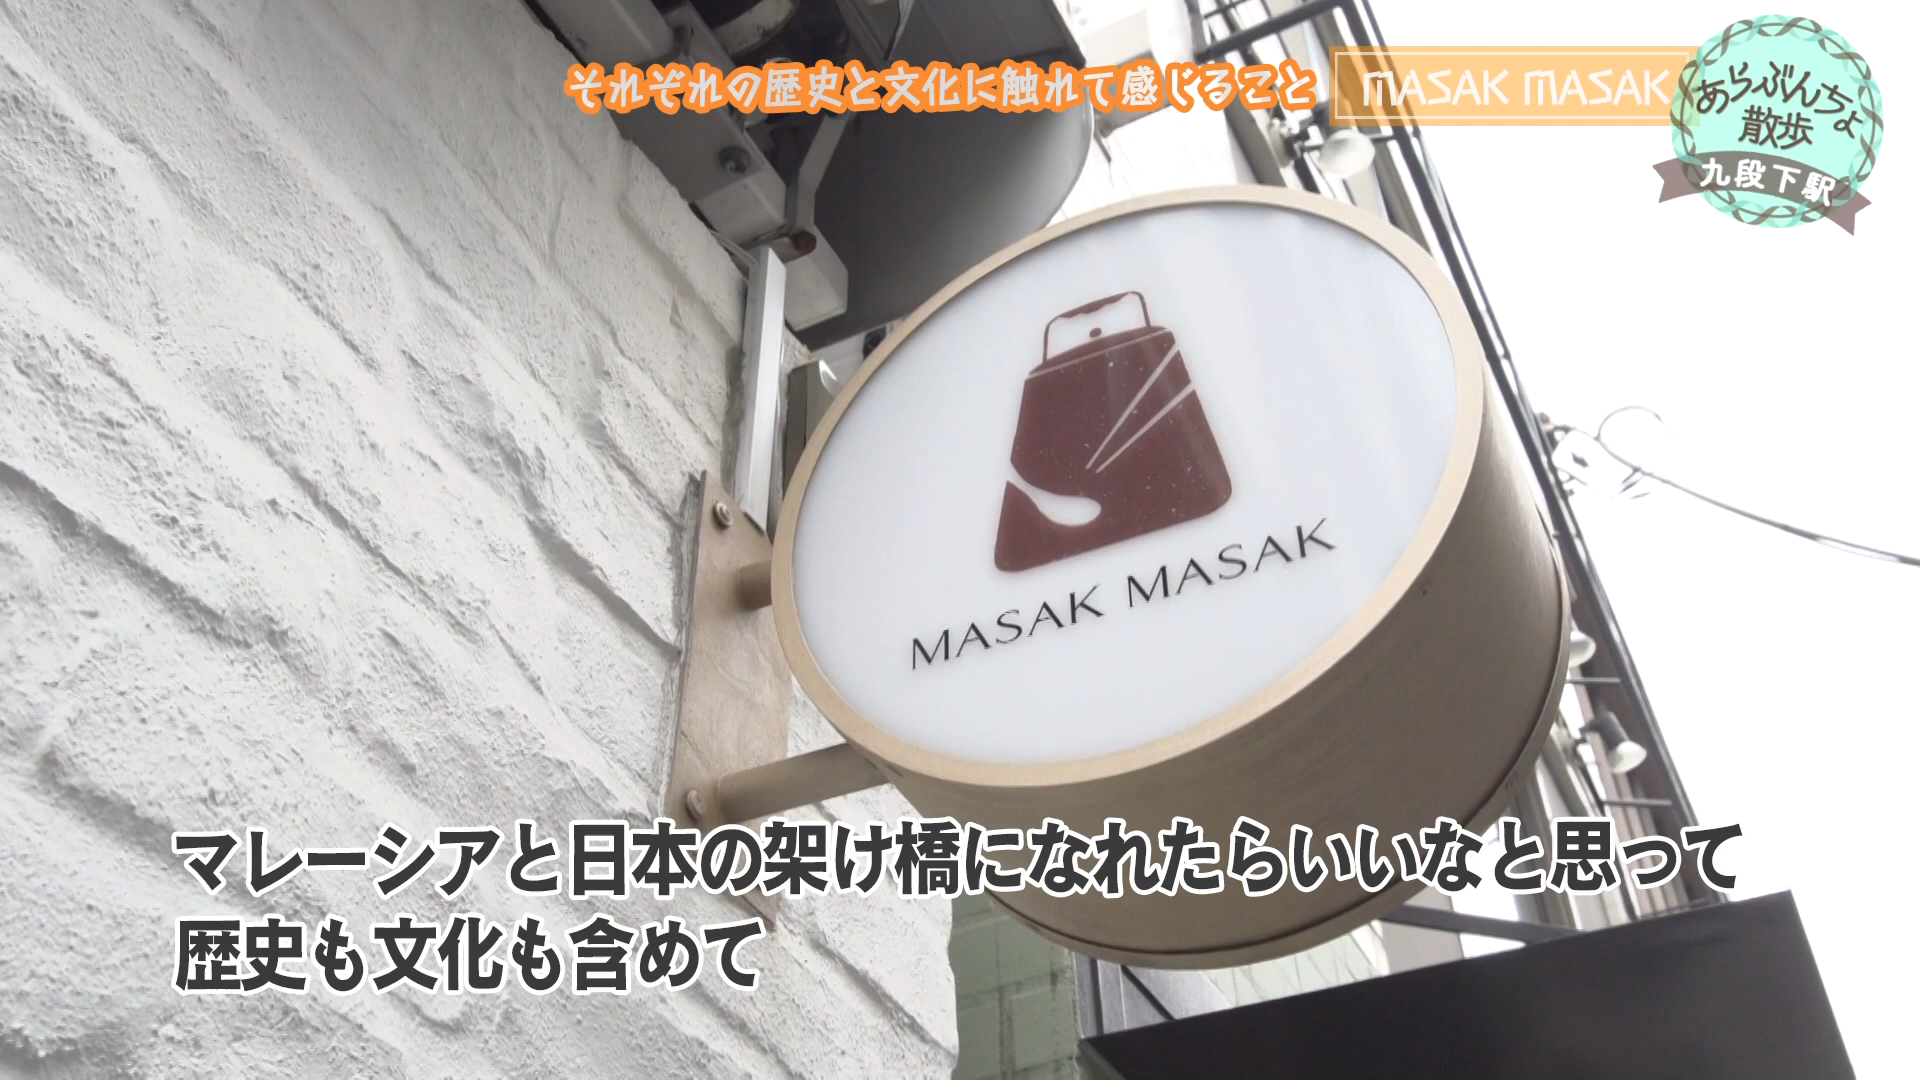 それぞれの歴史と文化に触れて感じること
MASAK MASAK
あらぶんちょ
散歩
九段下駅
MASAK MASAK
マレーシアと日本の架け橋になれたらいいなと思って
歴史も文化も含めて